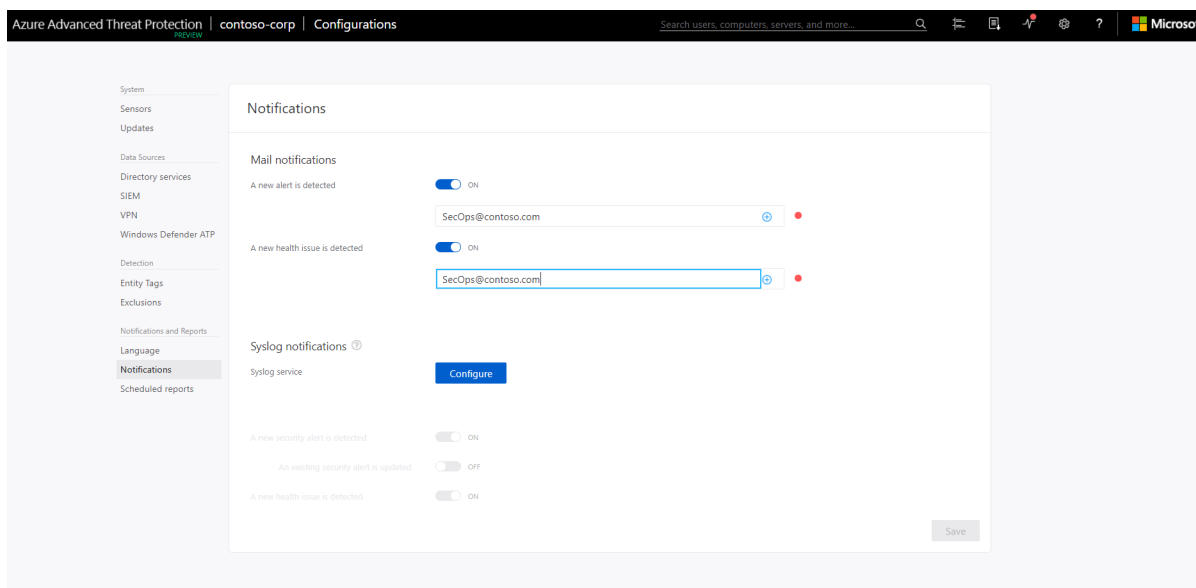 Azure Advanced Threat Protection | contoso-corp | Configurations
PREVIEW
Search users, computers, servers, and more...
?
Microso
System
Sensors
Updates
Data Sources
Directory services
SIEM
VPN
Windows Defender ATP
Detection
Entity Tags
Exclusions
Notifications and Reports
Language
Notifications
Scheduled reports
Notifications
Mail notifications
A new alert is detected ON
SecOps@contoso.com
A new health issue is detected ON
SecOps@contoso.com
Syslog notifications ?
Syslog service Configure
A new security alert is detected ON
An existing security alert is updated OFF
A new health issue is detected ON
Save